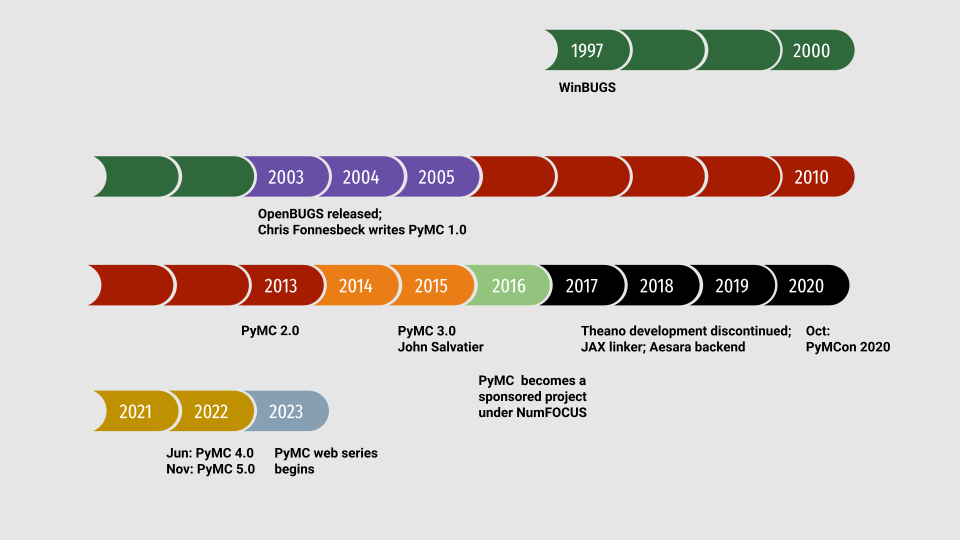 1997 2000
WinBUGS
2003 2004 2005 2010
OpenBUGS released;
Chris Fonnesbeck writes PyMC 1.0
2013 2014 2015 2016 2017 2018 2019 2020
PyMC 2.0
PyMC 3.0
John Salvatier
Theano development discontinued;
JAX linker; Aesara backend
Oct:
PyMCon 2020
PyMC becomes a
sponsored project
under NumFOCUS
2021 2022 2023
Jun: PyMC 4.0
Nov: PyMC 5.0
PyMC web series
begins